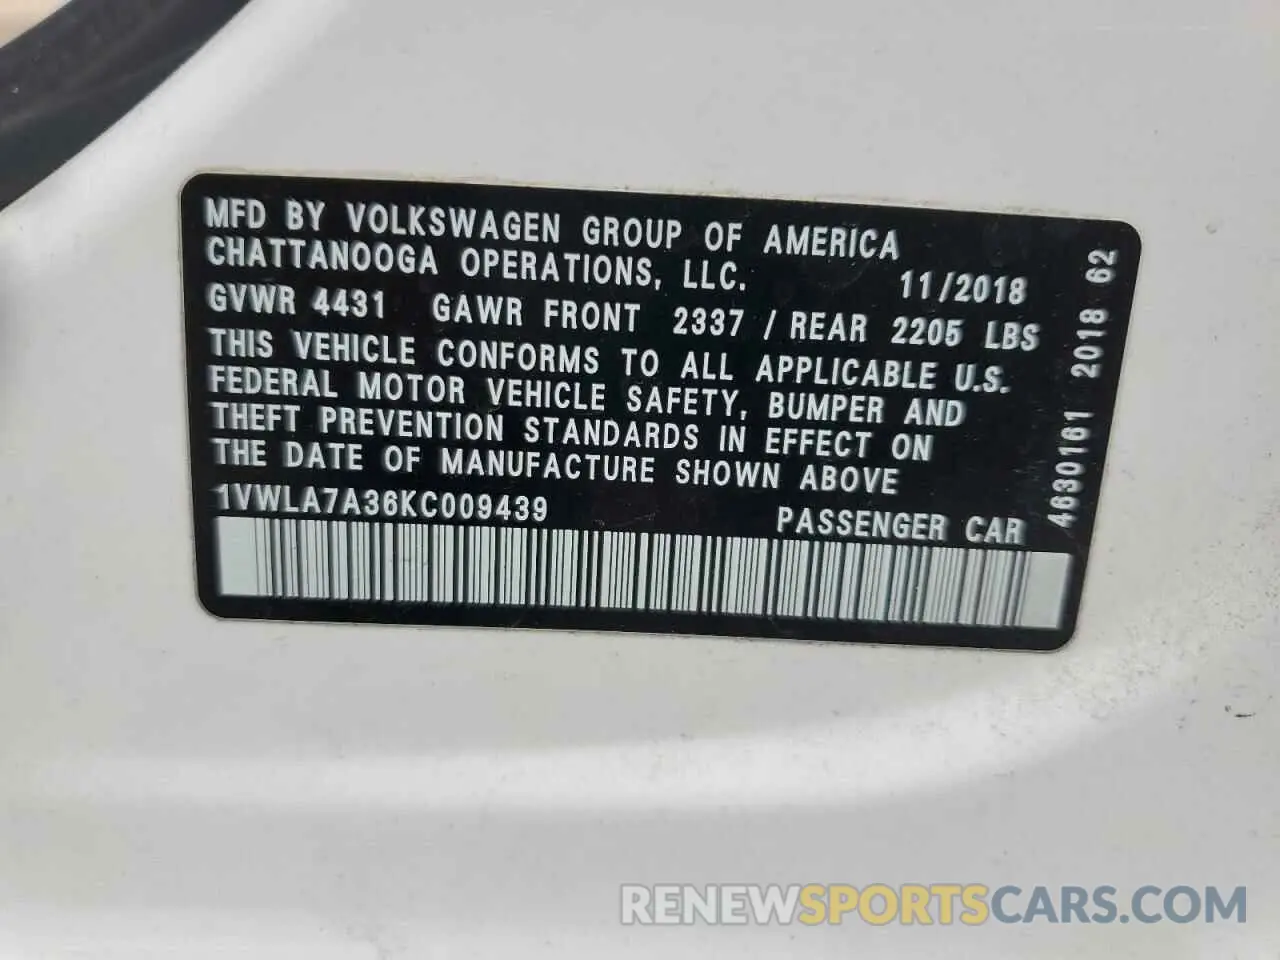 MFD BY VOLKSWAGEN GROUP OF AMERICA
CHATTANOOGA OPERATIONS, LLC. 11/2018
GVWR 4431 GAWR FRONT 2337 / REAR 2205 LBS
THIS VEHICLE CONFORMS TO ALL APPLICABLE U.S.
FEDERAL MOTOR VEHICLE SAFETY, BUMPER AND
THEFT PREVENTION STANDARDS IN EFFECT ON
THE DATE OF MANUFACTURE SHOWN ABOVE
1VWLA7A36KC009439 PASSENGER CAR
4630161 2018 62
RENEWSPORTSCARS.COM